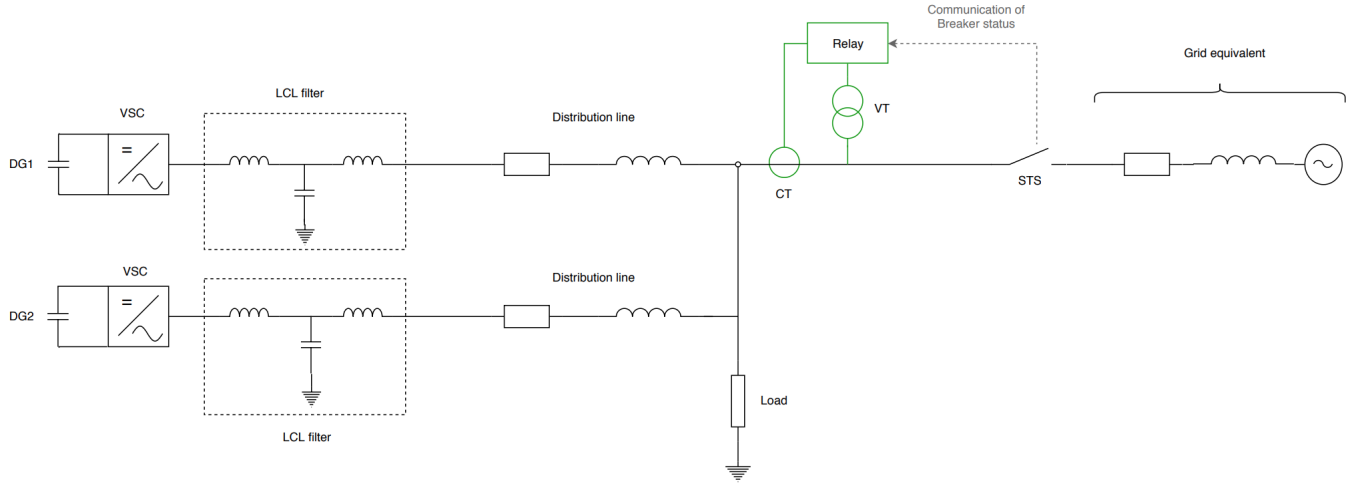 Communication of
Breaker status
Relay
Grid equivalent
LCL filter
VSC
VT
Distribution line
DG1
CT
STS
VSC
Distribution line
DG2
Load
LCL filter